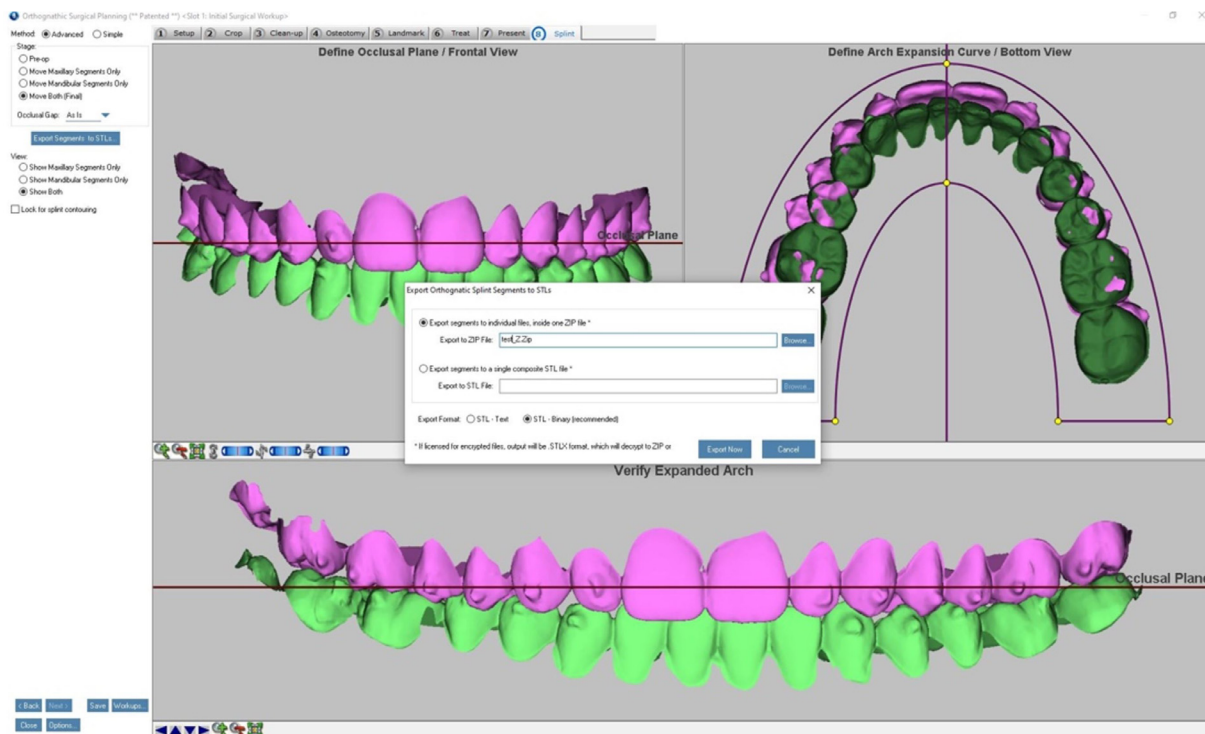 Orthognathic Surgical Planning (** Patented **) <Slot 1: Initial Surgical Workup>
Method: Advanced Simple
1 Setup 2 Crop 3 Clean-up 4 Osteotomy 5 Landmark 6 Treat 7 Present 8 Splint
Stage:
Pre-op
Move Maxillary Segments Only
Move Mandibular Segments Only
Move Both (Final)
Occlusal Gap: As Is
Export Segments to STLs...
View:
Show Maxillary Segments Only
Show Mandibular Segments Only
Show Both
Lock for splint contouring
Define Occlusal Plane / Frontal View
Occlusal Plane
Define Arch Expansion Curve / Bottom View
Export Orthognatic Splint Segments to STLs
Export segments to individual files, inside one ZIP file *
Export to ZIP File: test_Z.Zip Browse...
Export segments to a single composite STL file *
Export to STL File: Browse...
Export Format: STL - Text STL - Binary (recommended)
* If licensed for encrypted files, output will be .STLX format, which will decrypt to ZIP or
Export Now Cancel
Verify Expanded Arch
Occlusal Plane
< Back Next > Save Workups...
Close Options...